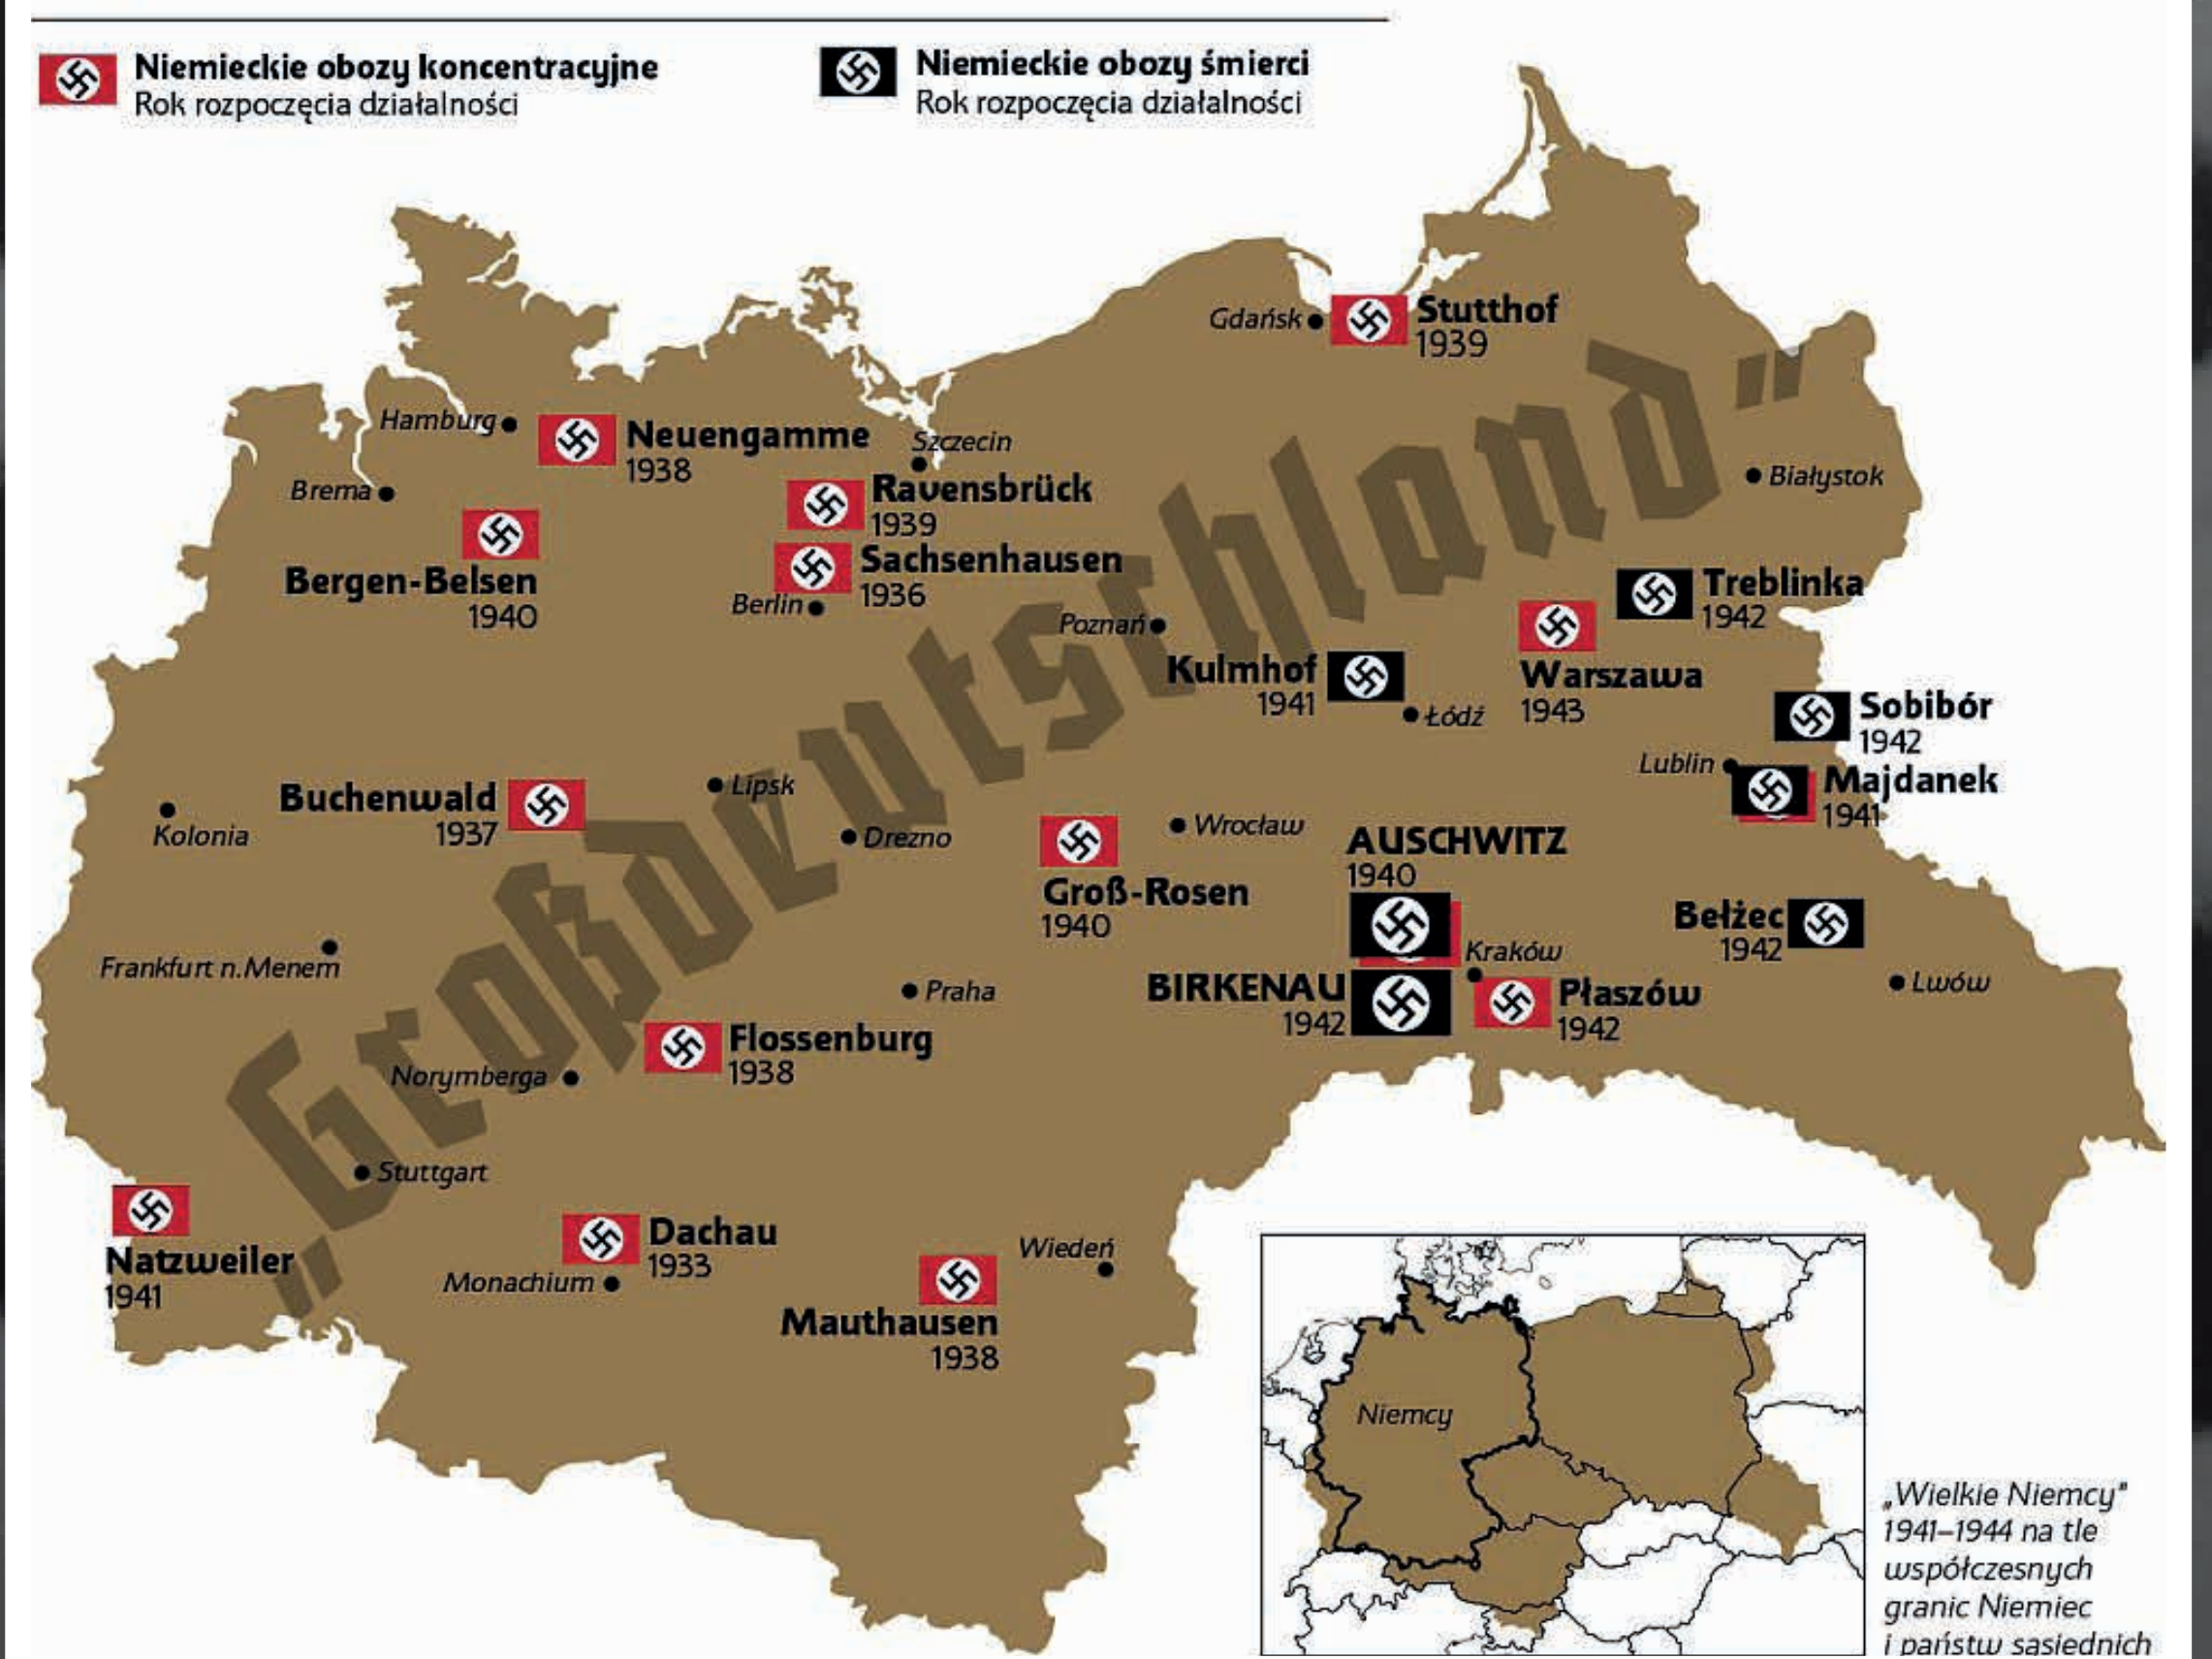 Niemieckie obozy koncentracyjne
Rok rozpoczęcia działalności
Niemieckie obozy śmierci
Rok rozpoczęcia działalności
Gdańsk
Stutthof
1939
Hamburg
Neuengamme
1938
Szczecin
Brema
Ravensbrück
1939
Białystok
Bergen-Belsen
1940
Sachsenhausen
1936
Berlin
Poznań
Treblinka
1942
Kulmhof
1941
Łódź
Warszawa
1943
Sobibór
1942
Lublin
Majdanek
1941
Kolonia
Buchenwald
1937
Lipsk
Drezno
Wrocław
Groß-Rosen
1940
AUSCHWITZ
1940
Kraków
Bełżec
1942
Lwów
Frankfurt n.Menem
Praha
BIRKENAU
1942
Płaszów
1942
Flossenburg
1938
Norymberga
„Großdeutschland”
Stuttgart
Natzweiler
1941
Dachau
1933
Monachium
Wiedeń
Mauthausen
1938
Niemcy
„Wielkie Niemcy”
1941–1944 na tle
współczesnych
granic Niemiec
i państw sąsiednich